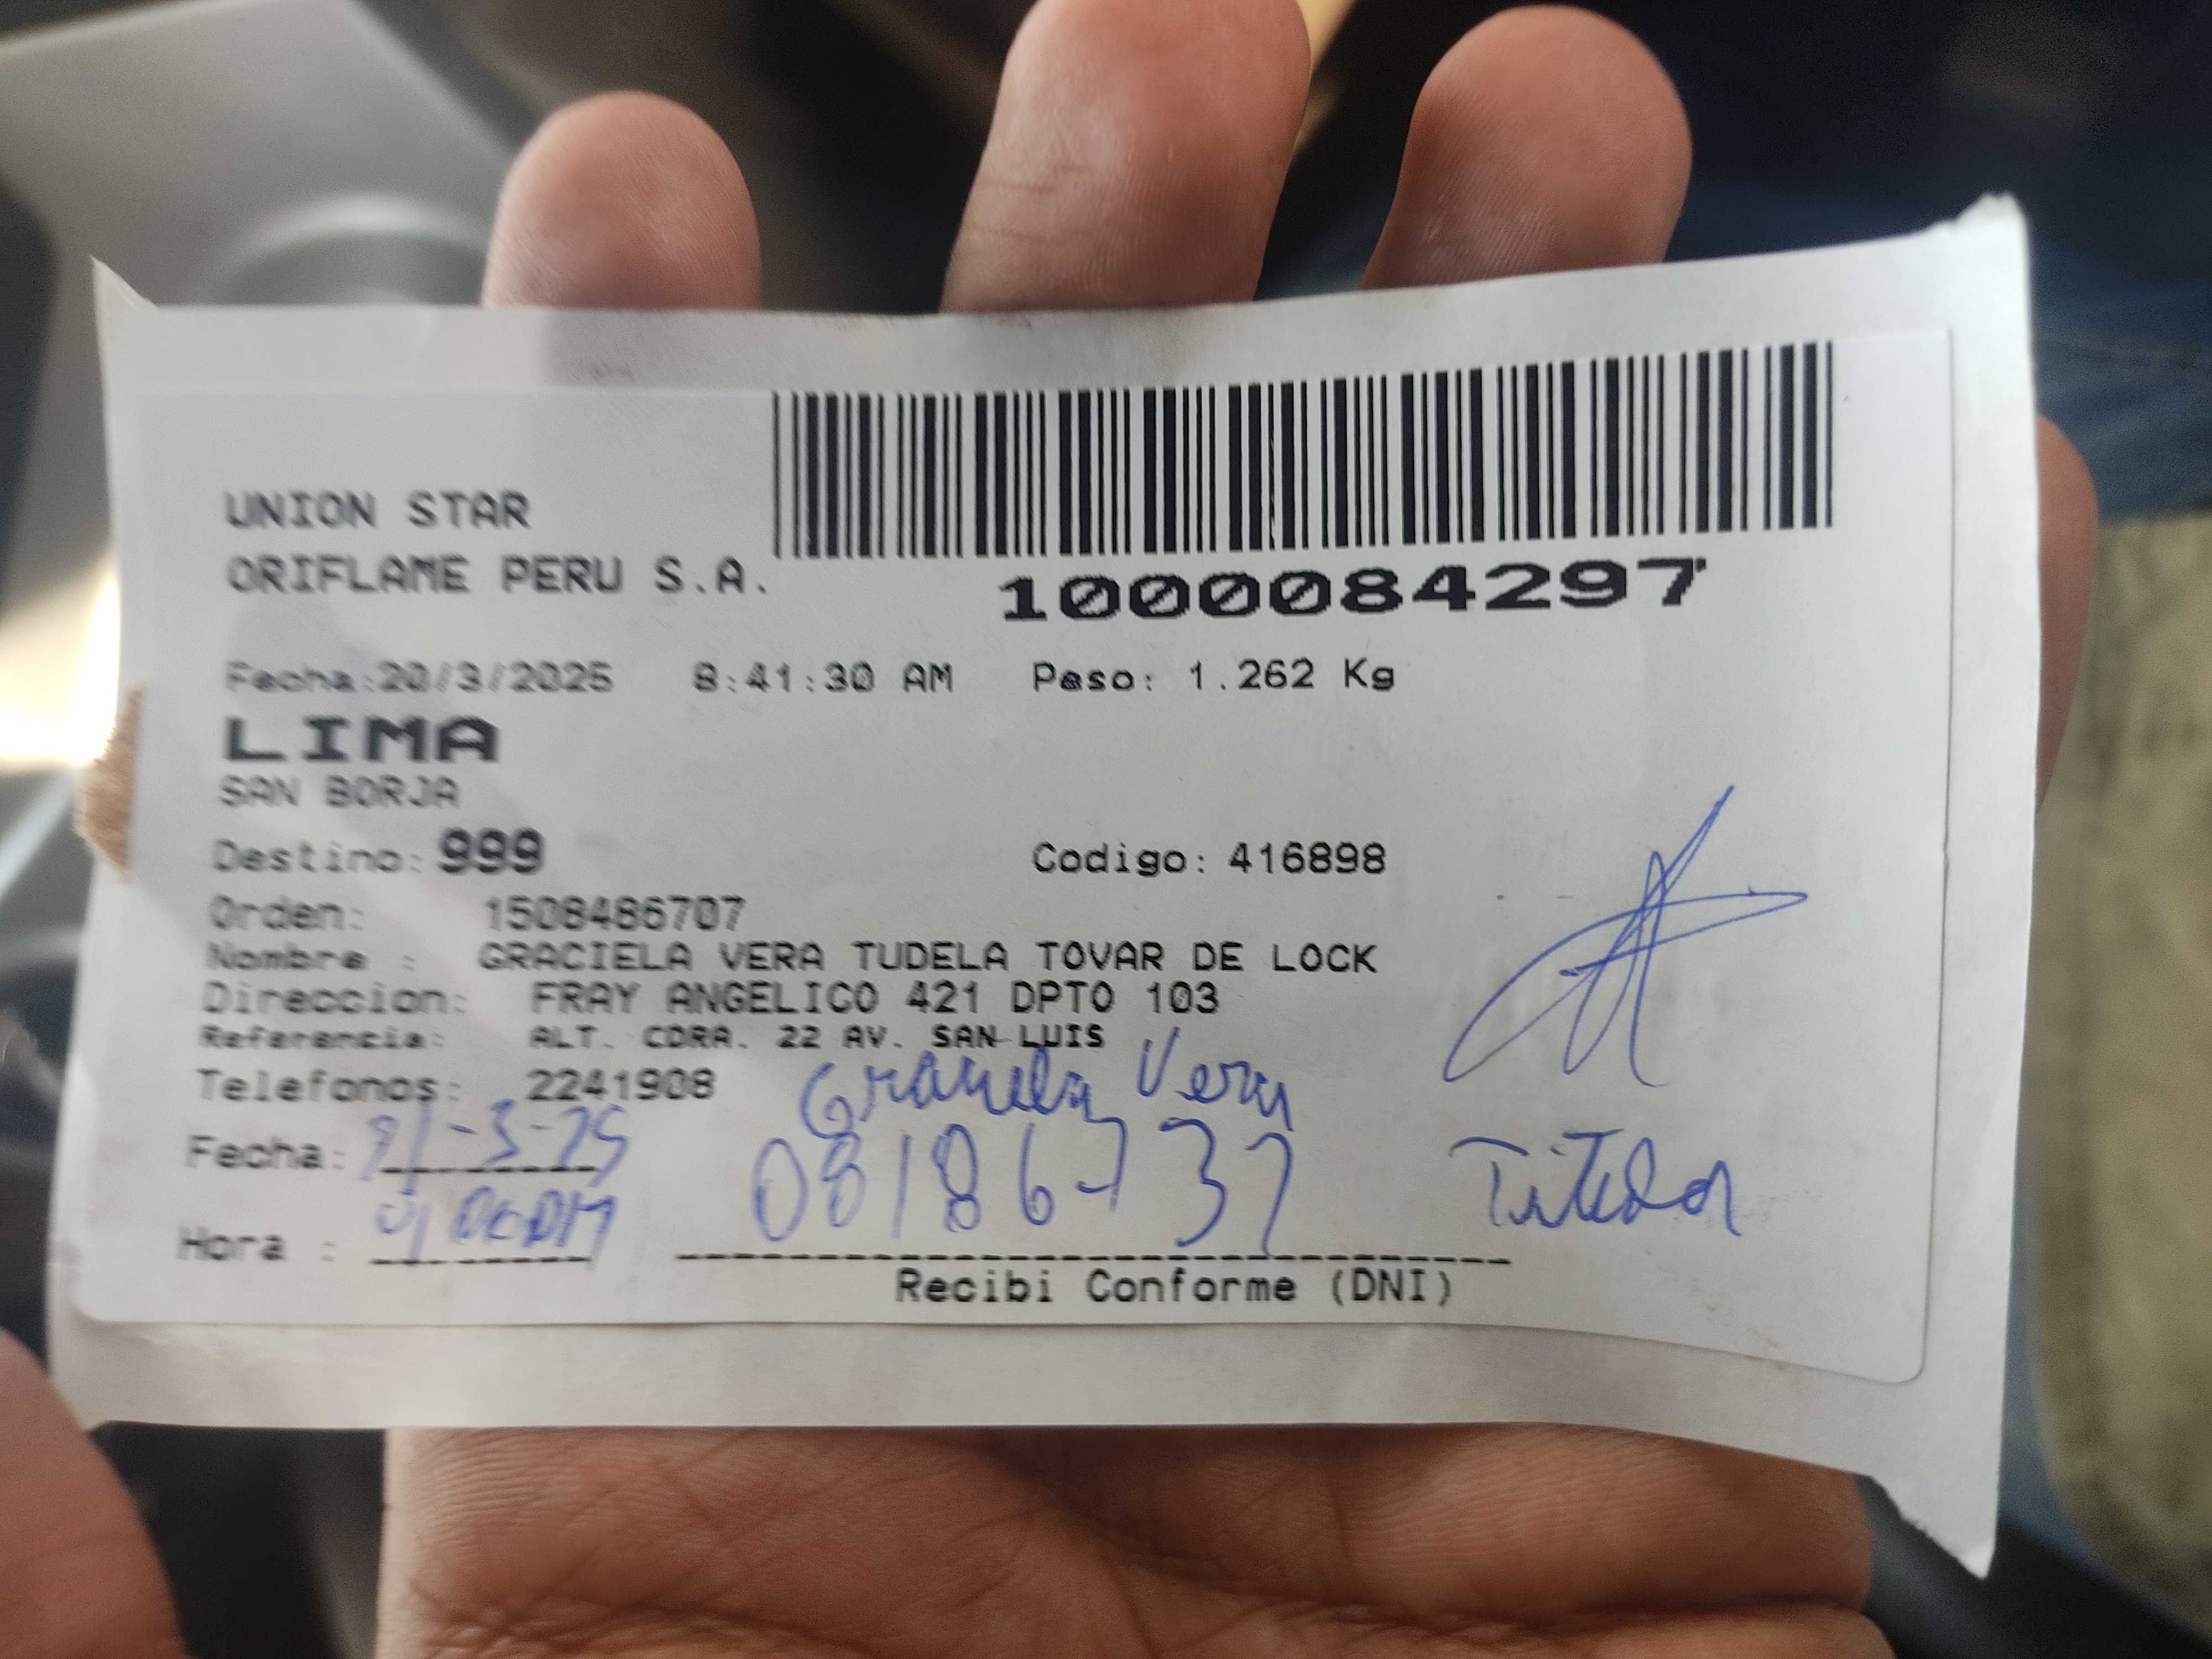 UNION STAR
ORIFLAME PERU S.A.
1000084297
Fecha:20/3/2025 8:41:30 AM Peso: 1.262 Kg
LIMA
SAN BORJA
Destino: 999 Codigo: 416898
Orden: 1508486707
Nombre : GRACIELA VERA TUDELA TOVAR DE LOCK
Direccion: FRAY ANGELICO 421 DPTO 103
Referencia: ALT. CDRA. 22 AV. SAN LUIS
Telefonos: 2241908 Graciela Vera
Fecha: 21-3-25 08186737 Titular
Hora :
Recibi Conforme (DNI)